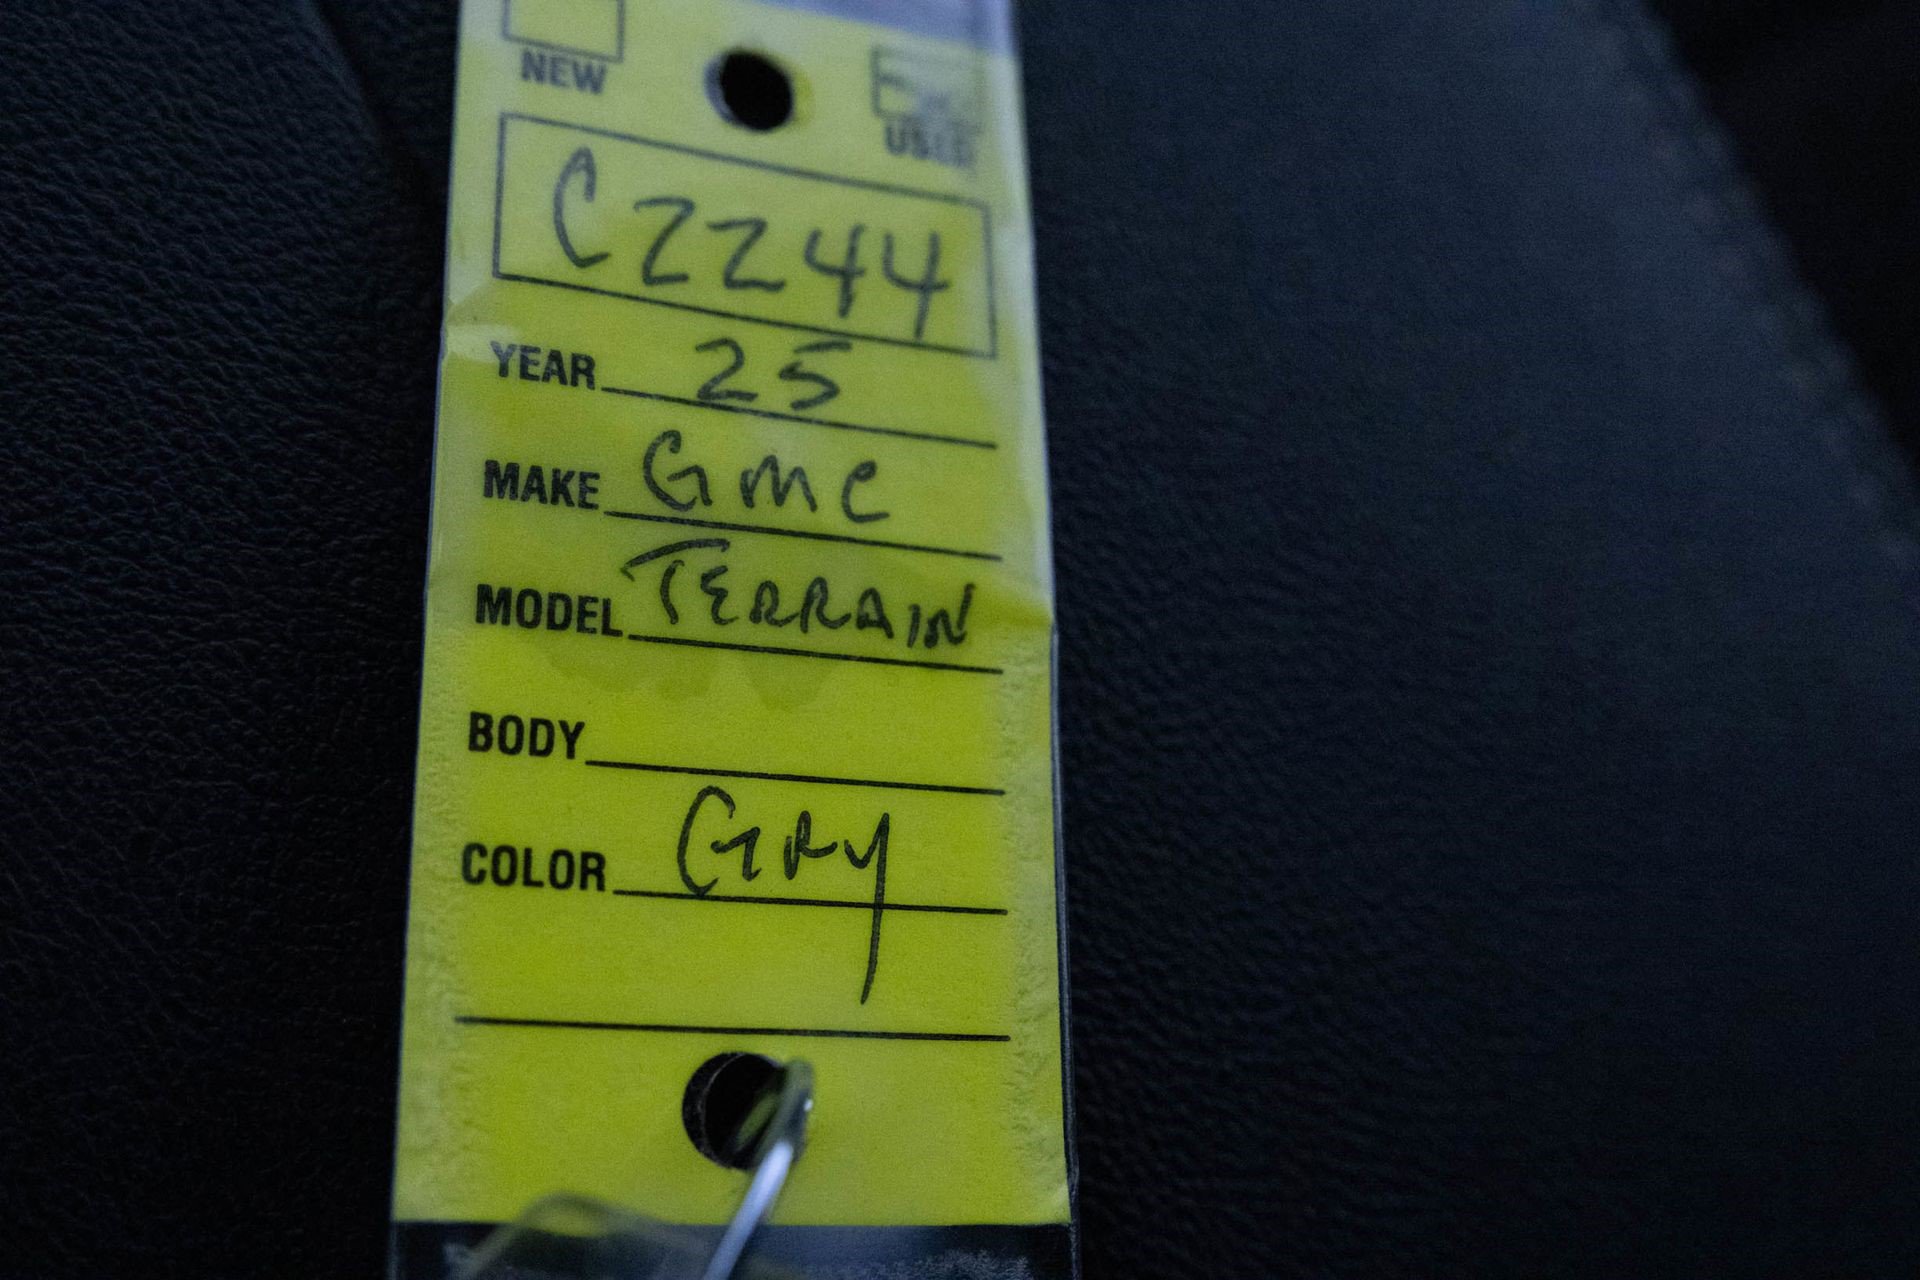 NEW USED
C2244
YEAR 25
MAKE GMC
MODEL TERRAIN
BODY
COLOR GRY